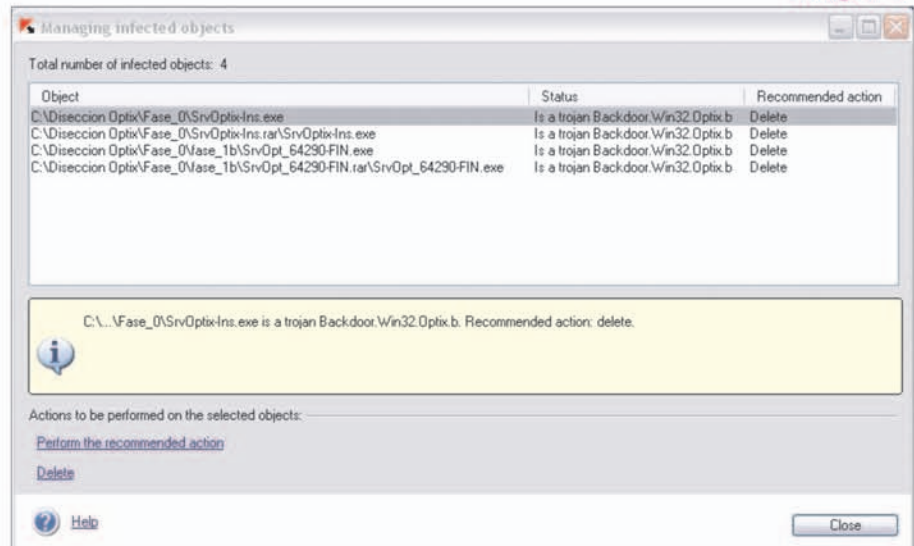 Managing infected objects
Total number of infected objects: 4
Object Status Recommended action
C:\Diseccion Optix\Fase_0\SrvOptix-Ins.exe Is a trojan Backdoor.Win32.Optix.b Delete
C:\Diseccion Optix\Fase_0\SrvOptix-Ins.rar\SrvOptix-Ins.exe Is a trojan Backdoor.Win32.Optix.b Delete
C:\Diseccion Optix\Fase_0\fase_1b\SrvOpt_64290-FIN.exe Is a trojan Backdoor.Win32.Optix.b Delete
C:\Diseccion Optix\Fase_0\fase_1b\SrvOpt_64290-FIN.rar\SrvOpt_64290-FIN.exe Is a trojan Backdoor.Win32.Optix.b Delete
C:\...\Fase_0\SrvOptix-Ins.exe is a trojan Backdoor.Win32.Optix.b. Recommended action: delete.
Actions to be performed on the selected objects:
Perform the recommended action
Delete
Help Close